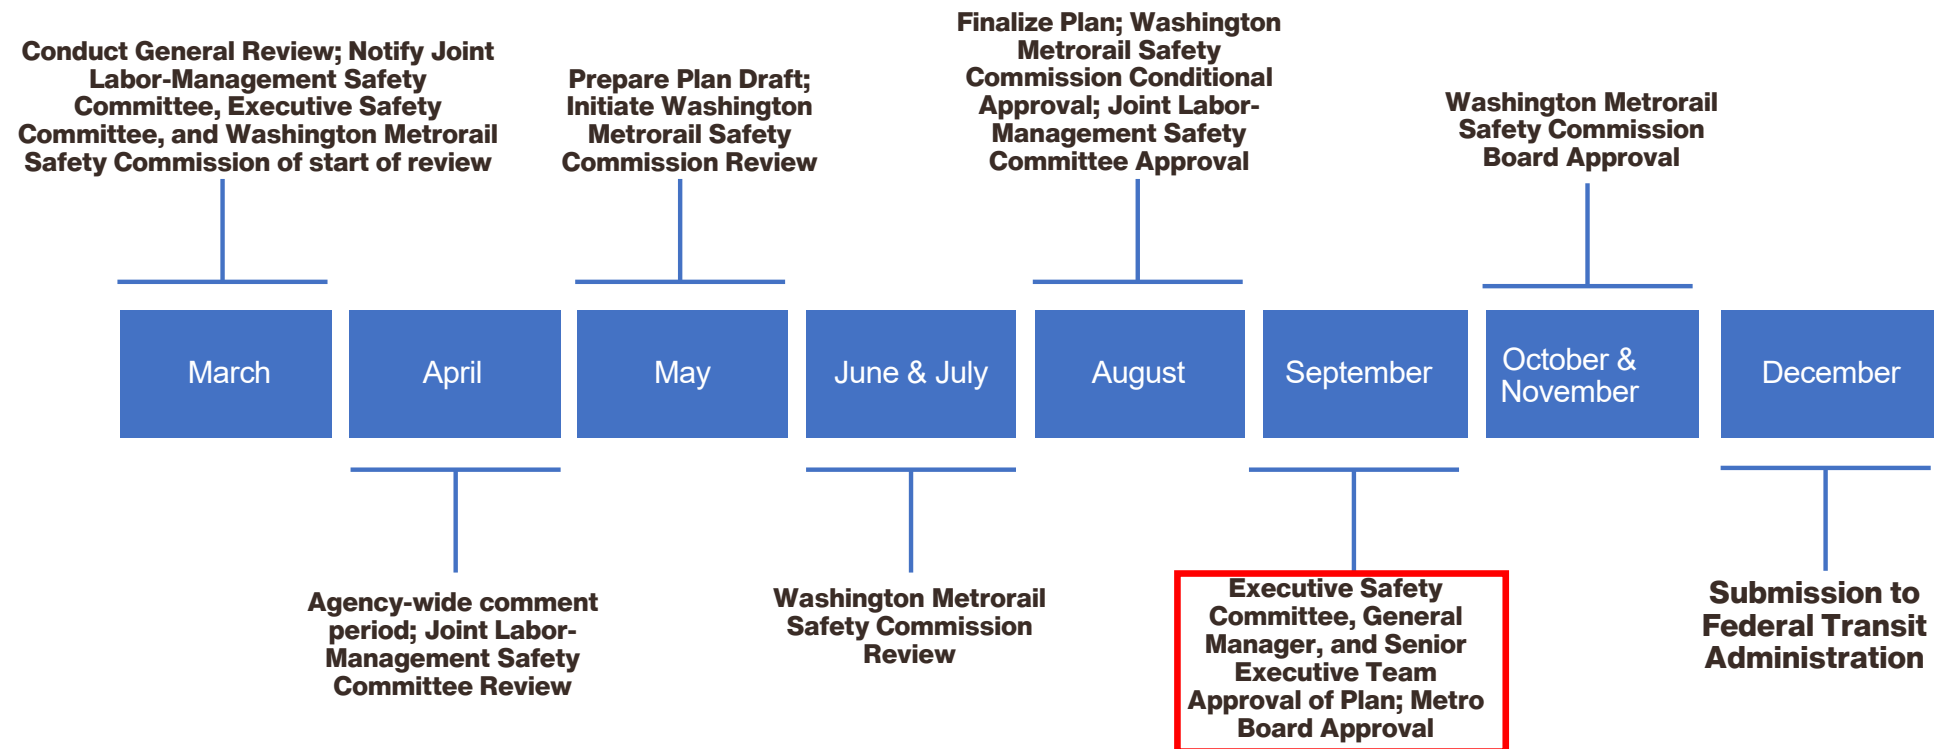 Conduct General Review; Notify Joint
Labor-Management Safety
Committee, Executive Safety
Committee, and Washington Metrorail
Safety Commission of start of review
Prepare Plan Draft;
Initiate Washington
Metrorail Safety
Commission Review
Finalize Plan; Washington
Metrorail Safety
Commission Conditional
Approval; Joint Labor-
Management Safety
Committee Approval
Washington Metrorail
Safety Commission
Board Approval
March
April
May
June & July
August
September
October &
November
December
Agency-wide comment
period; Joint Labor-
Management Safety
Committee Review
Washington Metrorail
Safety Commission
Review
Executive Safety
Committee, General
Manager, and Senior
Executive Team
Approval of Plan; Metro
Board Approval
Submission to
Federal Transit
Administration